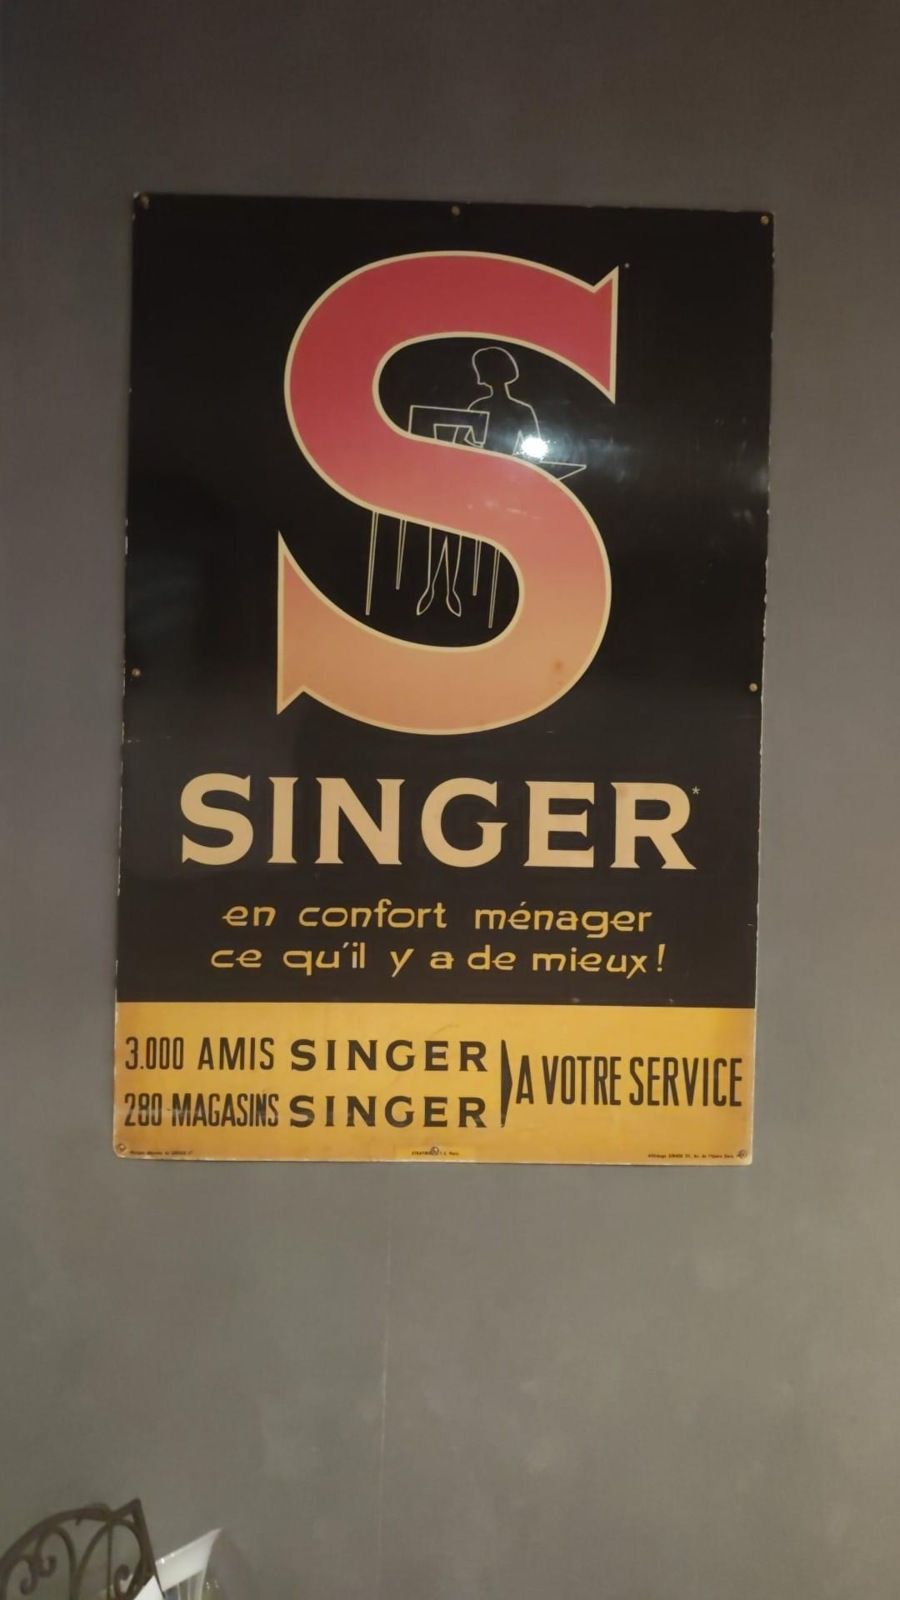 S
SINGER*
en confort ménager
ce qu'il y a de mieux!
3.000 AMIS SINGER
280 MAGASINS SINGER
A VOTRE SERVICE